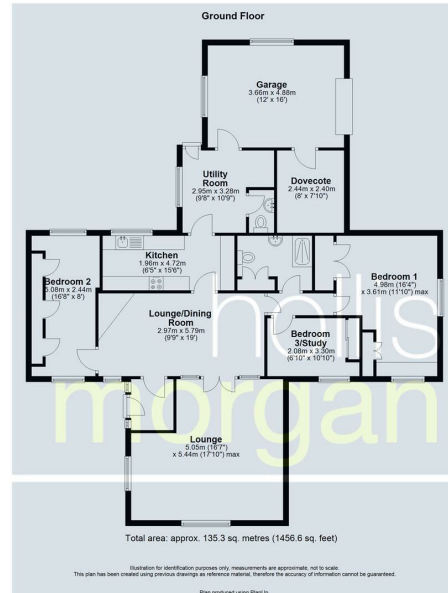 Ground Floor
Garage
3.66m x 4.88m
(12' x 16')
Utility
Room
2.95m x 3.28m
(9'8" x 10'9")
Dovecote
2.44m x 2.40m
(8' x 7'10")
Kitchen
1.96m x 4.72m
(6'5" x 15'6")
Bedroom 2
5.08m x 2.44m
(16'8" x 8')
Bedroom 1
4.98m (16'4")
x 3.61m (11'10") max
Lounge/Dining
Room
2.97m x 5.79m
(9'9" x 19')
Bedroom
3/Study
2.08m x 3.30m
(6'10" x 10'10")
hollis
morgan
Lounge
5.05m (16'7")
x 5.44m (17'10") max
Total area: approx. 135.3 sq. metres (1456.6 sq. feet)
Illustration for identification purposes only, measurements are approximate, not to scale.
This plan has been created using previous drawings as reference material, therefore the accuracy of information cannot be guaranteed.
Plan produced using PlanUp.